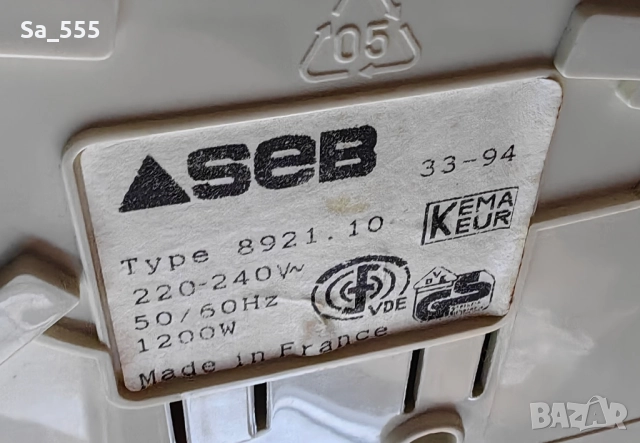 Sa_555
05
SEB
33-94
Type 8921.10
KEMA
KEUR
220-240V~
50/60Hz
1200W
VDE
GS
Made in France
BAZAR